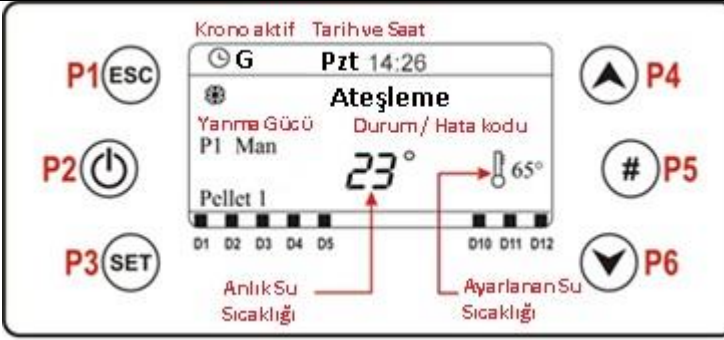 Krono aktif Tarih ve Saat
G Pzt 14:26
P1 ESC
P4
Ateşleme
Yanma Gücü Durum / Hata kodu
P1 Man
P2
23° 65°
# P5
Pellet 1
D1 D2 D3 D4 D5 D10 D11 D12
P3 SET
P6
Anlık Su Sıcaklığı
Ayarlanan Su Sıcaklığı